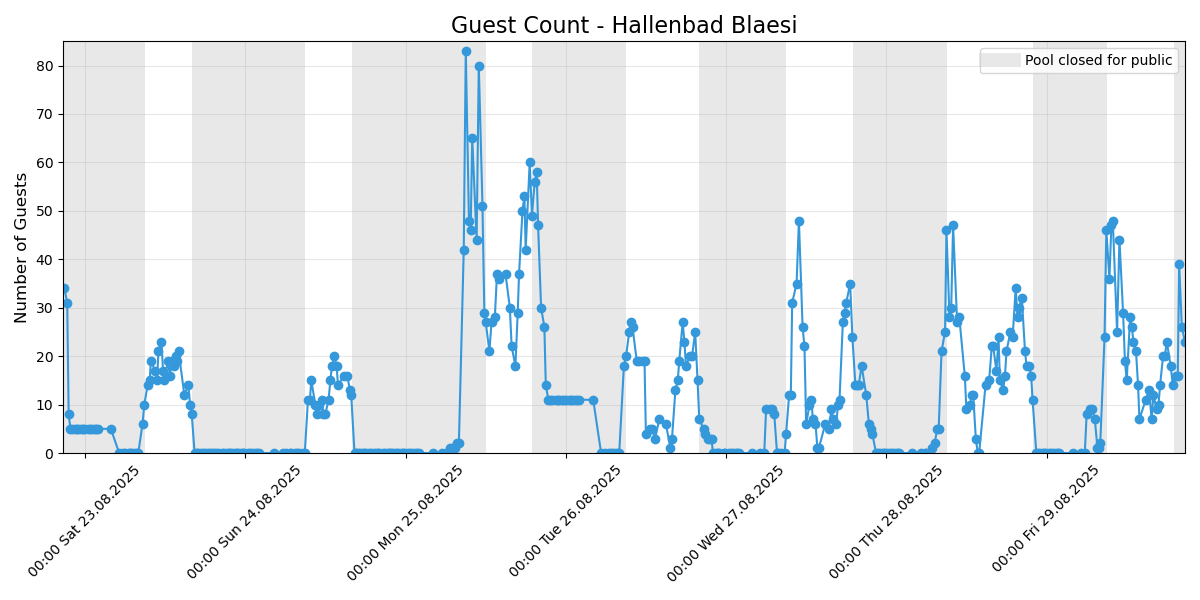 Guest Count - Hallenbad Blaesi
Pool closed for public
Number of Guests
80
70
60
50
40
30
20
10
0
00:00 Sat 23.08.2025
00:00 Sun 24.08.2025
00:00 Mon 25.08.2025
00:00 Tue 26.08.2025
00:00 Wed 27.08.2025
00:00 Thu 28.08.2025
00:00 Fri 29.08.2025